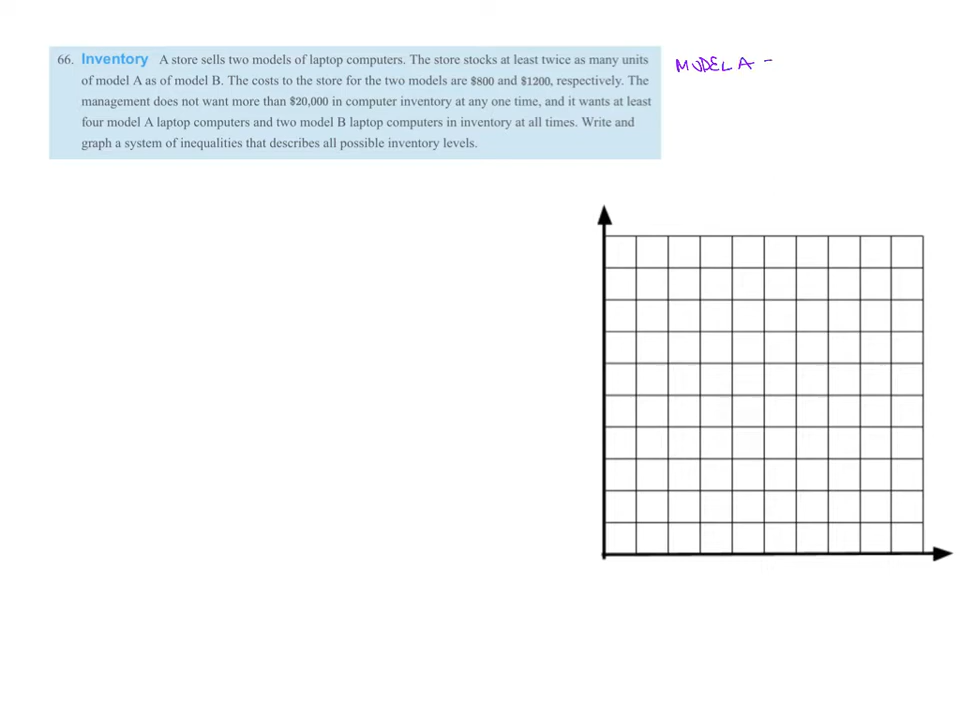 66. Inventory A store sells two models of laptop computers. The store stocks at least twice as many units
of model A as of model B. The costs to the store for the two models are $800 and $1200, respectively. The
management does not want more than $20,000 in computer inventory at any one time, and it wants at least
four model A laptop computers and two model B laptop computers in inventory at all times. Write and
graph a system of inequalities that describes all possible inventory levels.
MODEL A -